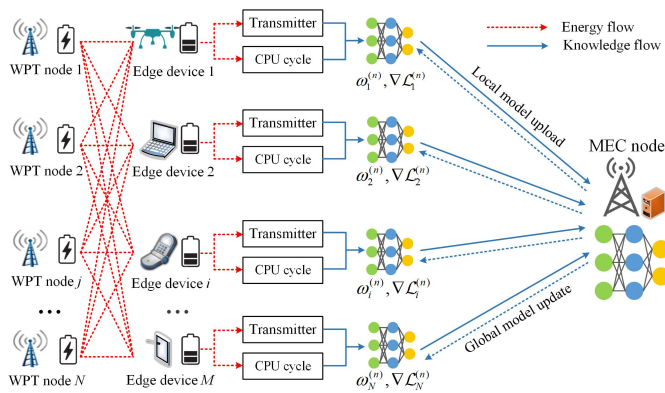 Energy flow
Knowledge flow
WPT node 1
Edge device 1
Transmitter
CPU cycle
ω₁⁽ⁿ⁾, ∇ℒ₁⁽ⁿ⁾
WPT node 2
Edge device 2
Transmitter
CPU cycle
ω₂⁽ⁿ⁾, ∇ℒ₂⁽ⁿ⁾
WPT node j
Edge device i
Transmitter
CPU cycle
ωᵢ⁽ⁿ⁾, ∇ℒᵢ⁽ⁿ⁾
•••
•••
WPT node N
Edge device M
Transmitter
CPU cycle
ω_N⁽ⁿ⁾, ∇ℒ_N⁽ⁿ⁾
Local model upload
MEC node
Global model update